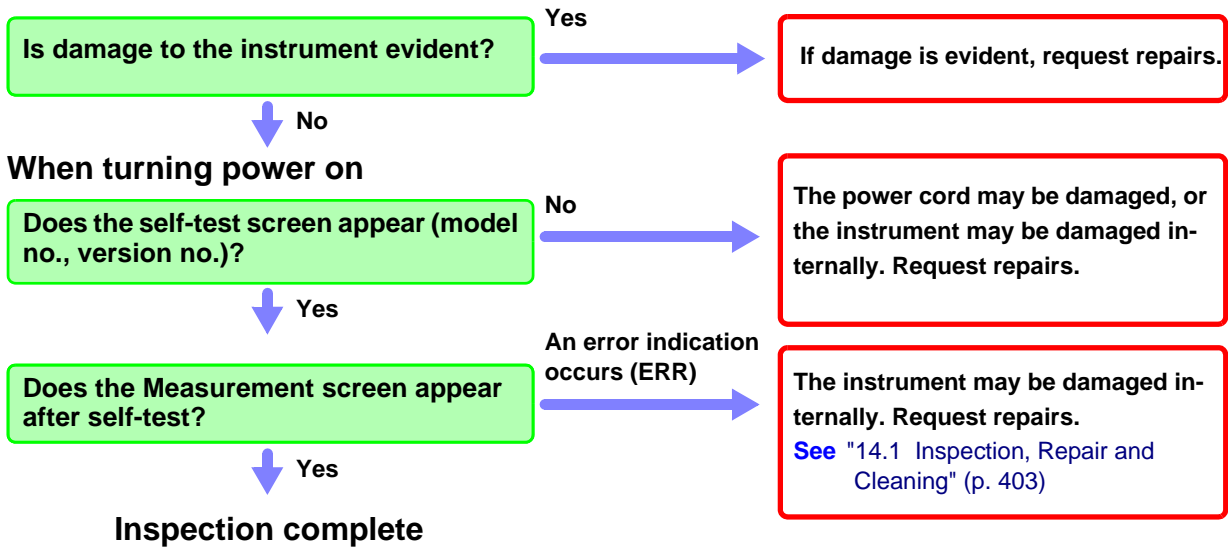 Is damage to the instrument evident?
Yes
If damage is evident, request repairs.
No
When turning power on
Does the self-test screen appear (model
no., version no.)?
No
The power cord may be damaged, or
the instrument may be damaged in-
ternally. Request repairs.
Yes
Does the Measurement screen appear
after self-test?
An error indication
occurs (ERR)
The instrument may be damaged in-
ternally. Request repairs.
See "14.1 Inspection, Repair and
Cleaning" (p. 403)
Yes
Inspection complete